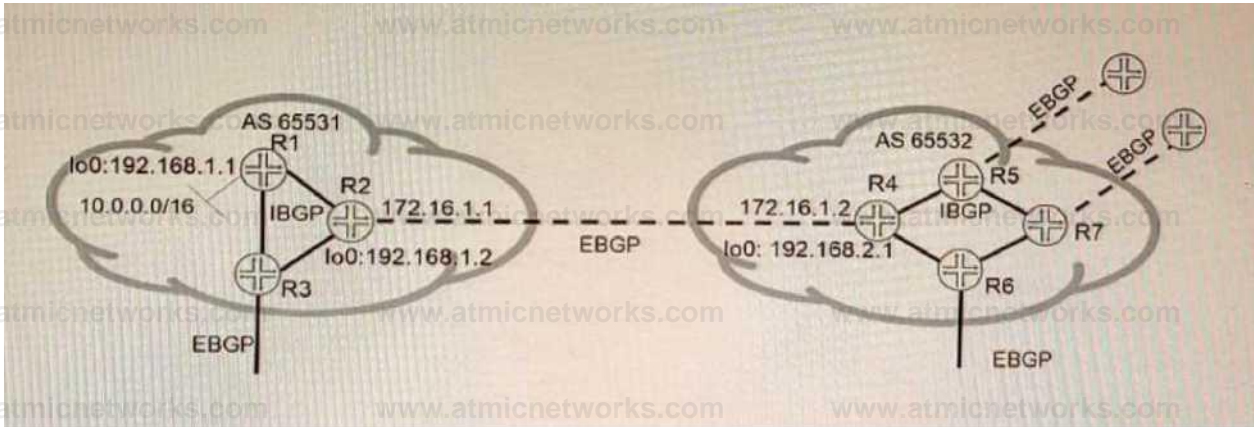 www.atmicnetworks.com www.atmicnetworks.com www.atmicnetworks.com
EBGP
AS 65531
AS 65532
EBGP
R1
lo0:192.168.1.1
R2
R4
R5
10.0.0.0/16
IBGP
172.16.1.1
172.16.1.2
IBGP
R7
EBGP
lo0:192.168.1.2
lo0: 192.168.2.1
R3
R6
EBGP
EBGP
www.atmicnetworks.com www.atmicnetworks.com